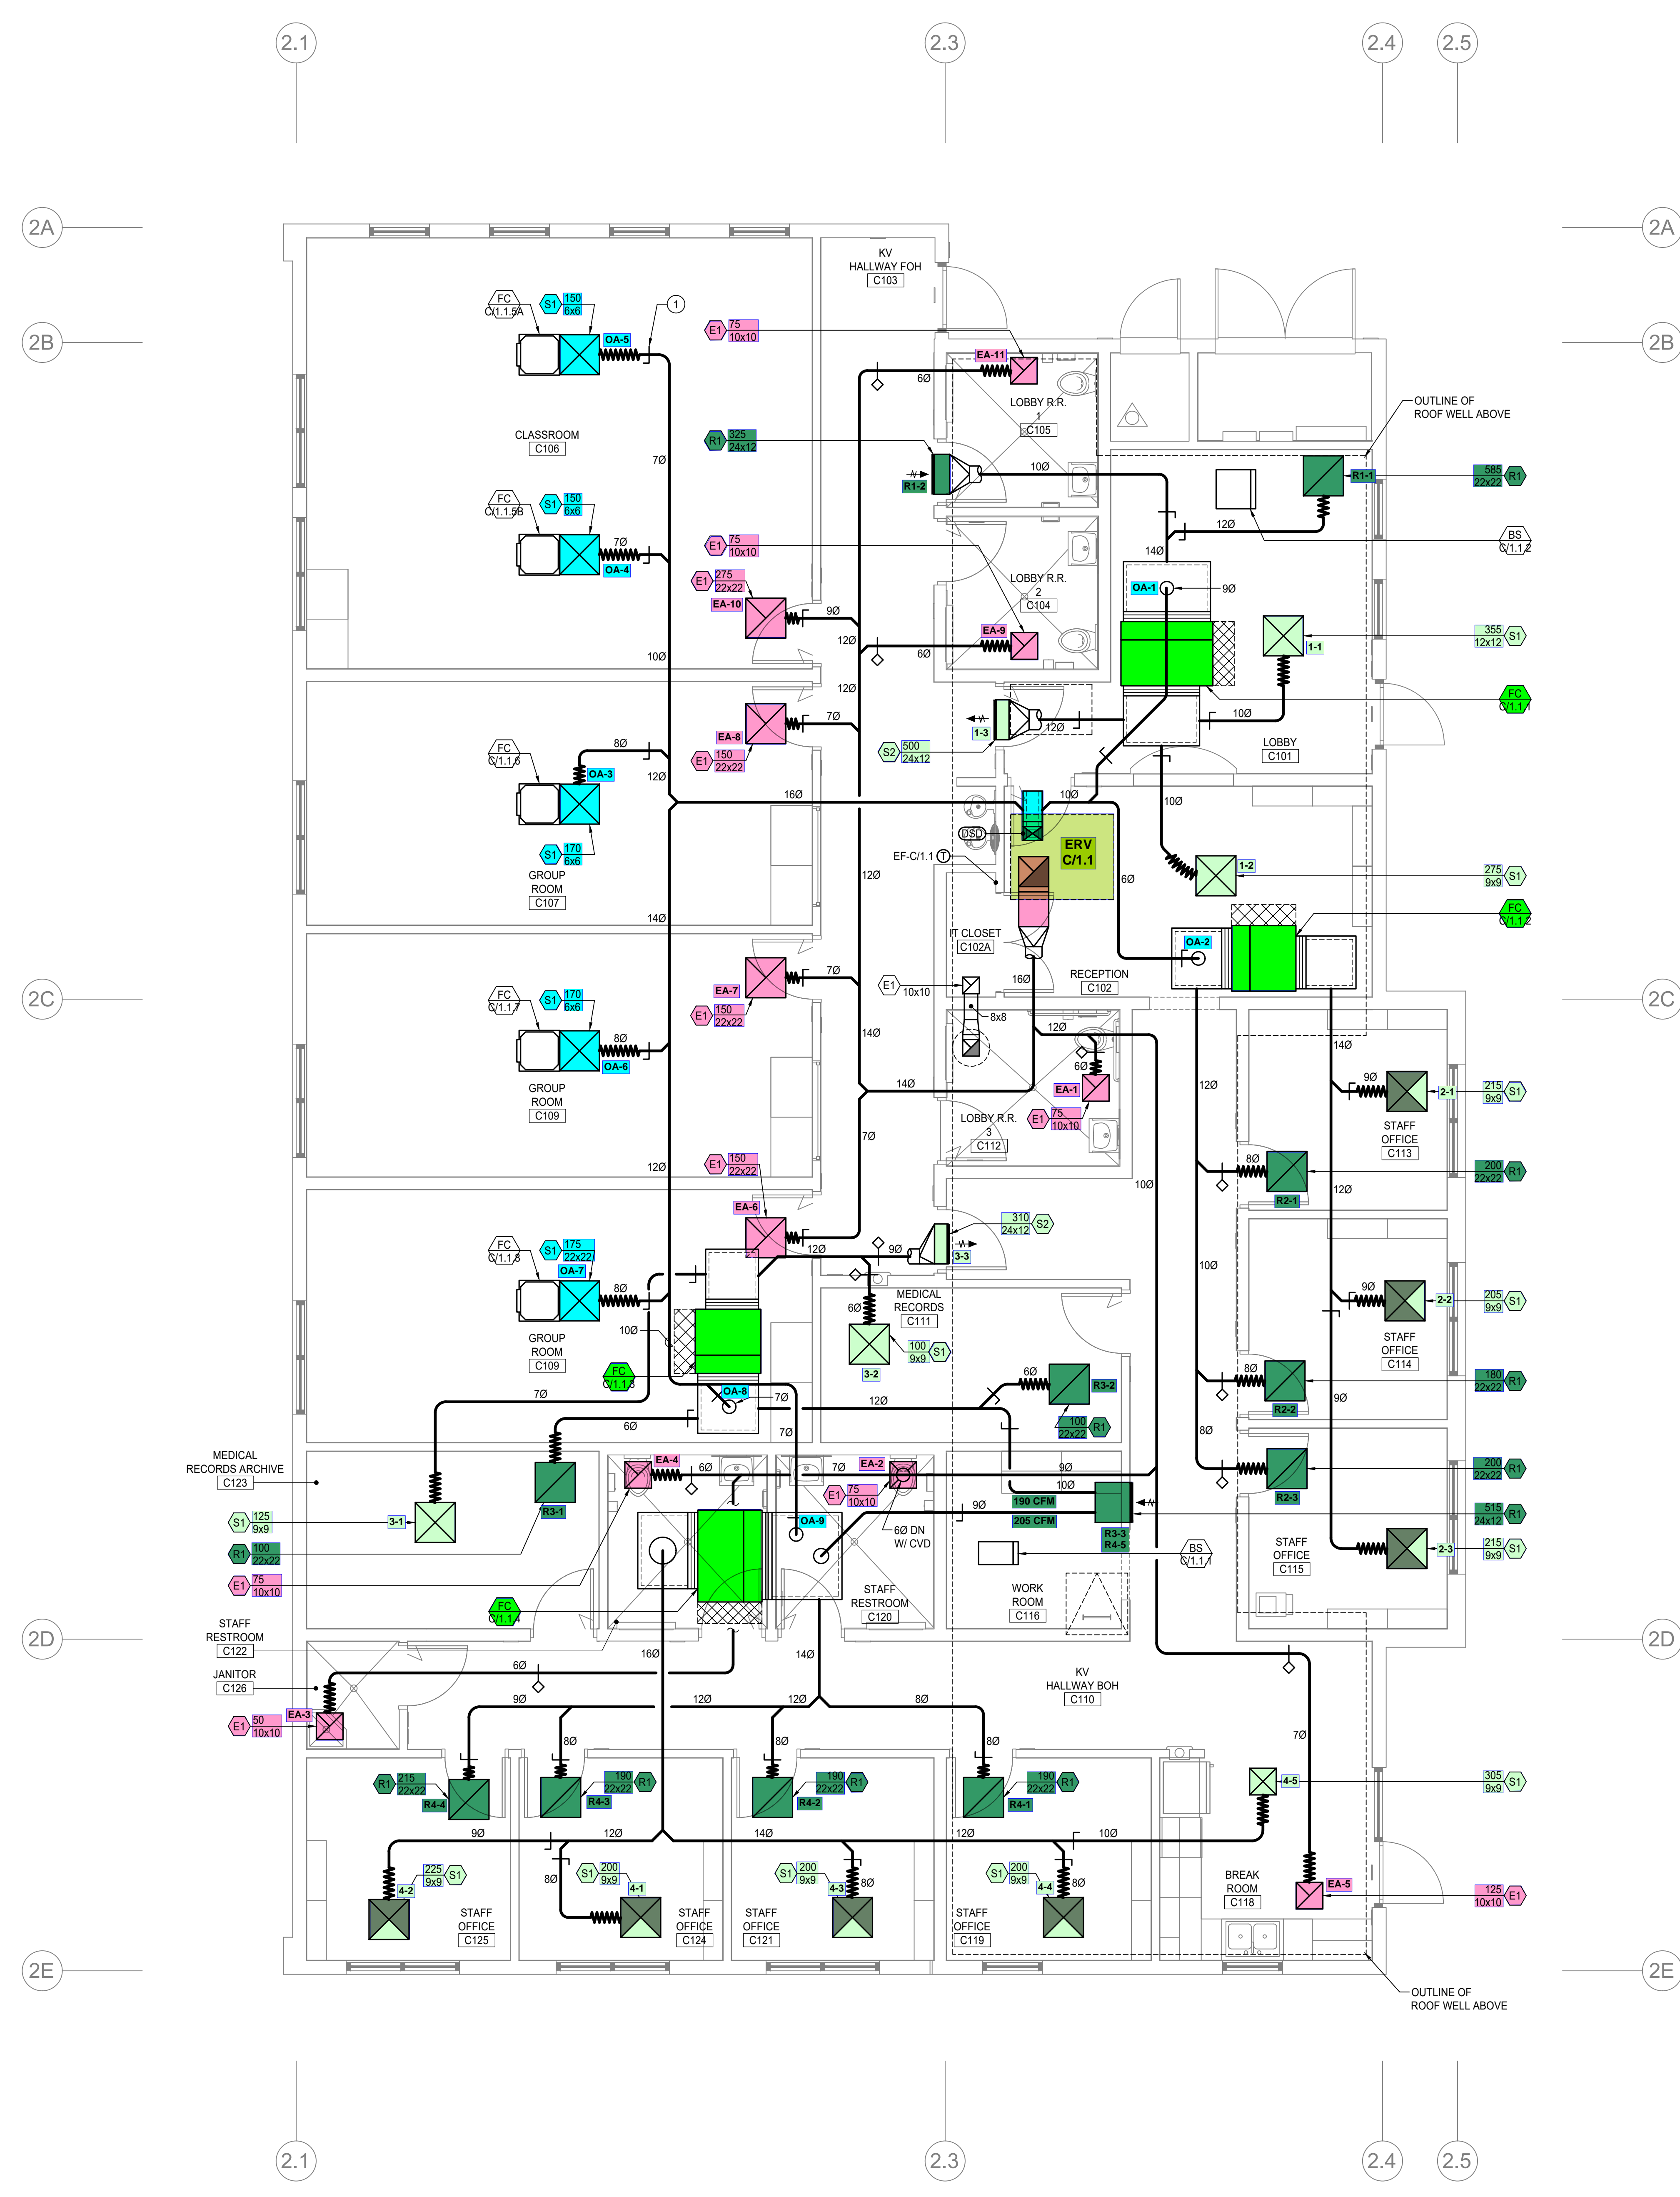 2.1
2.3
2.4
2.5
2A
2A
KV
HALLWAY FOH
C103
FC
C/1.1.5A
S1
150
6x6
1
OA-5
E1
75
10x10
EA-11
6Ø
2B
2B
LOBBY R.R.
1
C105
OUTLINE OF
ROOF WELL ABOVE
CLASSROOM
C106
7Ø
R1
325
24x12
R1-2
10Ø
R1-1
585
22x22
R1
FC
C/1.1.5B
S1
150
6x6
7Ø
OA-4
E1
75
10x10
12Ø
14Ø
BS
C/1.1.2
E1
275
22x22
EA-10
9Ø
LOBBY R.R.
2
C104
OA-1
9Ø
12Ø
6Ø
EA-9
1-1
355
12x12
S1
10Ø
12Ø
FC
C/1.1.1
EA-8
7Ø
1-3
12Ø
10Ø
LOBBY
C101
FC
C/1.1.6
8Ø
OA-3
12Ø
E1
150
22x22
S2
500
24x12
16Ø
10Ø
10Ø
S1
170
6x6
GROUP
ROOM
C107
DSD
ERV
C/1.1
EF-C/1.1
T
12Ø
6Ø
1-2
275
9x9
S1
14Ø
FC
C/1.1.2
IT CLOSET
C102A
OA-2
7Ø
EA-7
RECEPTION
C102
16Ø
E1
10x10
2C
2C
FC
C/1.1.7
S1
170
6x6
8Ø
OA-6
E1
150
22x22
8x8
14Ø
12Ø
14Ø
GROUP
ROOM
C109
14Ø
6Ø
EA-1
12Ø
9Ø
2-1
215
9x9
S1
E1
75
10x10
LOBBY R.R.
3
C112
STAFF
OFFICE
C113
7Ø
12Ø
E1
150
22x22
8Ø
R2-1
200
22x22
R1
10Ø
12Ø
EA-6
310
24x12
S2
3-3
FC
C/1.1.8
S1
175
22x22
OA-7
8Ø
12Ø
9Ø
10Ø
MEDICAL
RECORDS
C111
6Ø
9Ø
2-2
205
9x9
S1
10Ø
GROUP
ROOM
C109
100
9x9
S1
3-2
STAFF
OFFICE
C114
FC
C/1.1.3
7Ø
OA-8
7Ø
12Ø
6Ø
R3-2
8Ø
R2-2
180
22x22
R1
9Ø
6Ø
7Ø
100
22x22
R1
8Ø
MEDICAL
RECORDS ARCHIVE
C123
EA-4
6Ø
7Ø
EA-2
9Ø
10Ø
R2-3
200
22x22
R1
R3-1
E1
75
10x10
190 CFM
9Ø
205 CFM
R3-3
R4-5
515
24x12
R1
S1
125
9x9
3-1
OA-9
6Ø DN
W/ CVD
BS
C/1.1.1
2-3
215
9x9
S1
R1
100
22x22
STAFF
OFFICE
C115
E1
75
10x10
FC
C/1.1.4
STAFF
RESTROOM
C120
WORK
ROOM
C116
STAFF
RESTROOM
C122
2D
2D
16Ø
14Ø
JANITOR
C126
6Ø
KV
HALLWAY BOH
C110
EA-3
E1
50
10x10
9Ø
12Ø
12Ø
8Ø
8Ø
8Ø
8Ø
7Ø
R1
215
22x22
R4-4
190
22x22
R1
R4-3
190
22x22
R1
R4-2
190
22x22
R1
R4-1
4-5
305
9x9
S1
9Ø
12Ø
14Ø
12Ø
10Ø
225
9x9
S1
4-2
S1
200
9x9
4-1
8Ø
S1
200
9x9
4-3
8Ø
S1
200
9x9
4-4
8Ø
BREAK
ROOM
C118
EA-5
125
10x10
E1
STAFF
OFFICE
C125
STAFF
OFFICE
C124
STAFF
OFFICE
C121
STAFF
OFFICE
C119
2E
2E
OUTLINE OF
ROOF WELL ABOVE
2.1
2.3
2.4
2.5